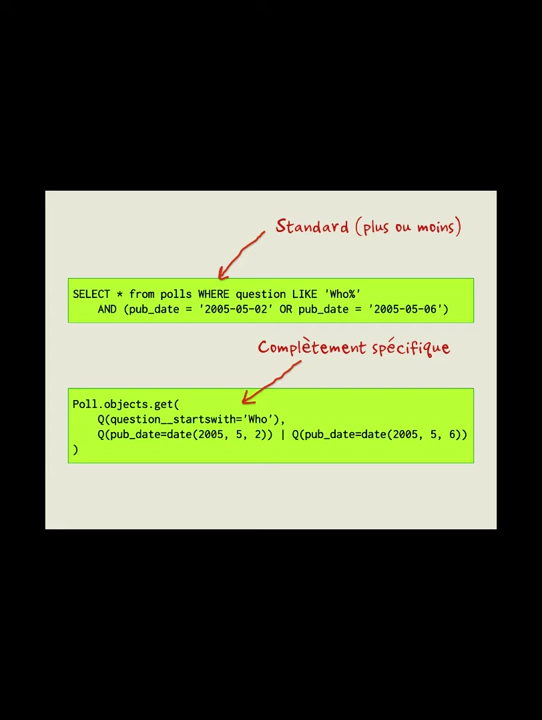 Standard (plus ou moins)
SELECT * from polls WHERE question LIKE 'Who%'
AND (pub_date = '2005-05-02' OR pub_date = '2005-05-06')
Complètement spécifique
Poll.objects.get(
Q(question__startswith='Who'),
Q(pub_date=date(2005, 5, 2)) | Q(pub_date=date(2005, 5, 6))
)